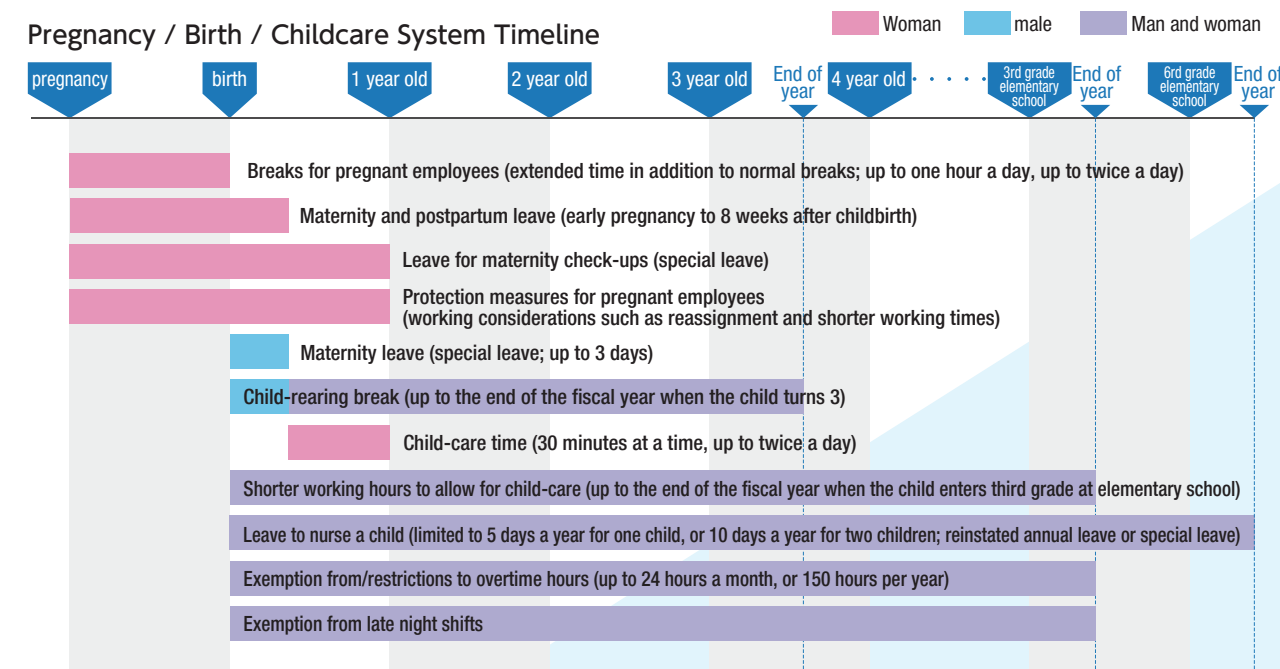 Pregnancy / Birth / Childcare System Timeline
Woman
male
Man and woman
pregnancy
birth
1 year old
2 year old
3 year old
End of
year
4 year old
3rd grade
elementary
school
End of
year
6rd grade
elementary
school
End of
year
Breaks for pregnant employees (extended time in addition to normal breaks; up to one hour a day, up to twice a day)
Maternity and postpartum leave (early pregnancy to 8 weeks after childbirth)
Leave for maternity check-ups (special leave)
Protection measures for pregnant employees
(working considerations such as reassignment and shorter working times)
Maternity leave (special leave; up to 3 days)
Child-rearing break (up to the end of the fiscal year when the child turns 3)
Child-care time (30 minutes at a time, up to twice a day)
Shorter working hours to allow for child-care (up to the end of the fiscal year when the child enters third grade at elementary school)
Leave to nurse a child (limited to 5 days a year for one child, or 10 days a year for two children; reinstated annual leave or special leave)
Exemption from/restrictions to overtime hours (up to 24 hours a month, or 150 hours per year)
Exemption from late night shifts